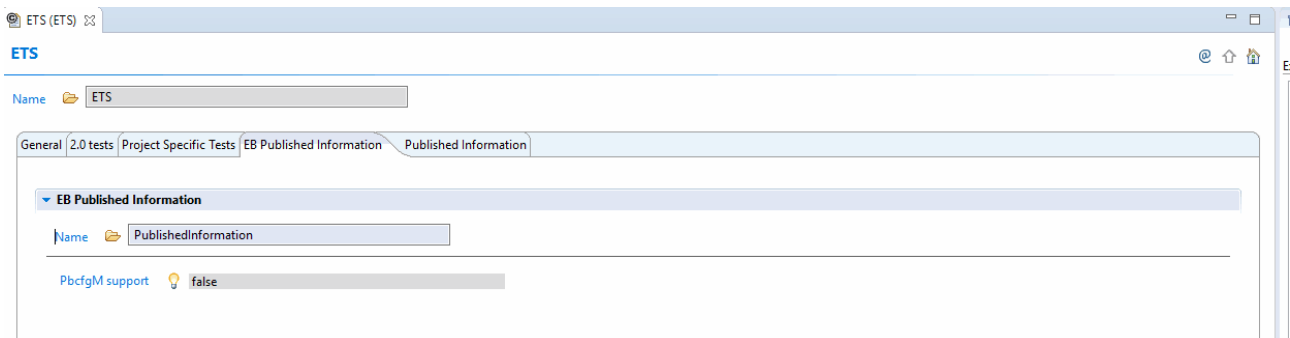 ETS (ETS)
ETS
Name ETS
General 2.0 tests Project Specific Tests EB Published Information Published Information
EB Published Information
Name PublishedInformation
PbcfgM support false